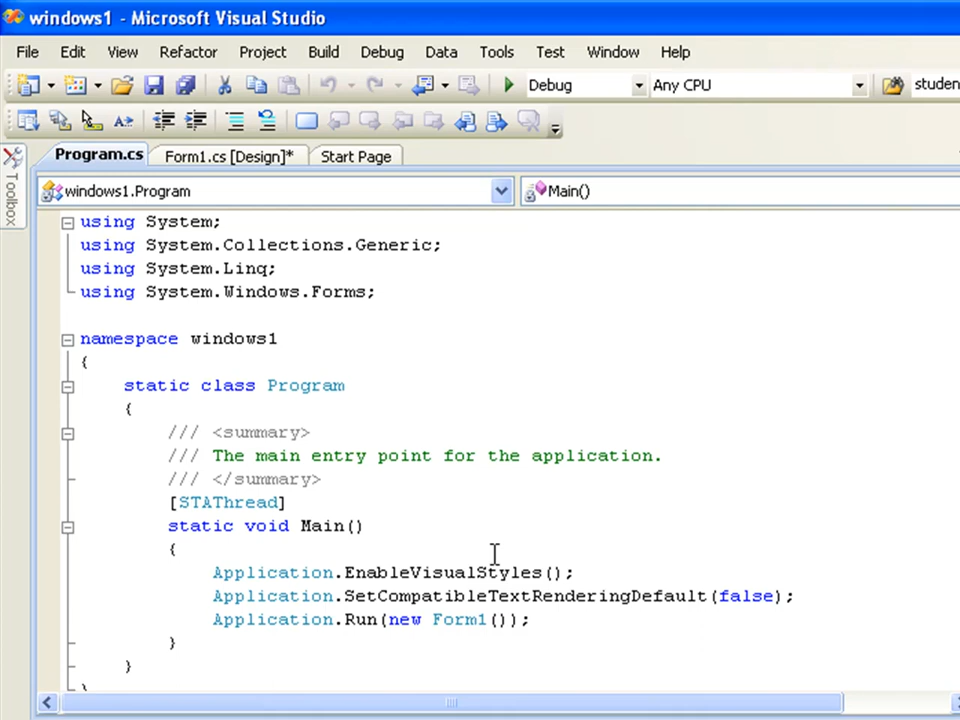 windows1 - Microsoft Visual Studio
File Edit View Refactor Project Build Debug Data Tools Test Window Help
Debug Any CPU studen
Program.cs Form1.cs [Design]* Start Page
Toolbox
windows1.Program Main()
using System;
using System.Collections.Generic;
using System.Linq;
using System.Windows.Forms;
namespace windows1
{
static class Program
{
/// <summary>
/// The main entry point for the application.
/// </summary>
[STAThread]
static void Main()
{
Application.EnableVisualStyles();
Application.SetCompatibleTextRenderingDefault(false);
Application.Run(new Form1());
}
}
}